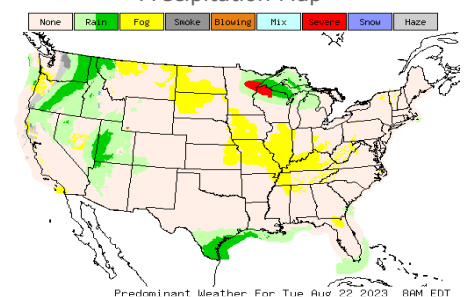 Precipitation Map
None Rain Fog Smoke Blowing Mix Severe Snow Haze
Predominant Weather For Tue Aug 22 2023 8AM EDT